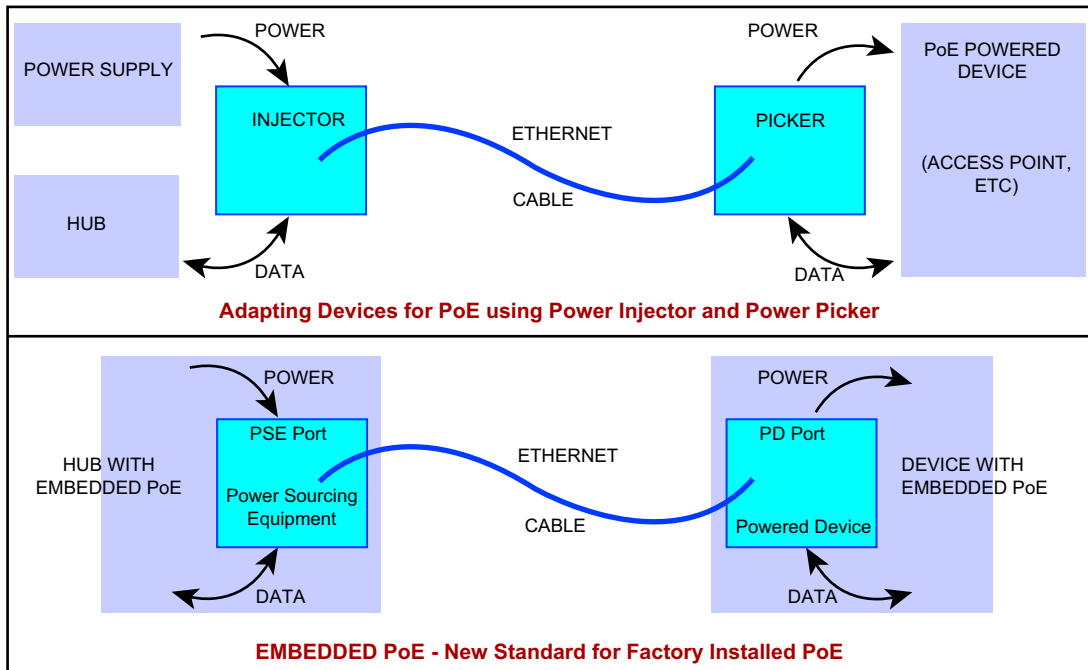 POWER
POWER SUPPLY
INJECTOR
HUB
DATA
ETHERNET
CABLE
POWER
PICKER
DATA
PoE POWERED
DEVICE
(ACCESS POINT,
ETC)
Adapting Devices for PoE using Power Injector and Power Picker
POWER
HUB WITH
EMBEDDED PoE
PSE Port
Power Sourcing
Equipment
DATA
ETHERNET
CABLE
POWER
PD Port
Powered Device
DATA
DEVICE WITH
EMBEDDED PoE
EMBEDDED PoE - New Standard for Factory Installed PoE